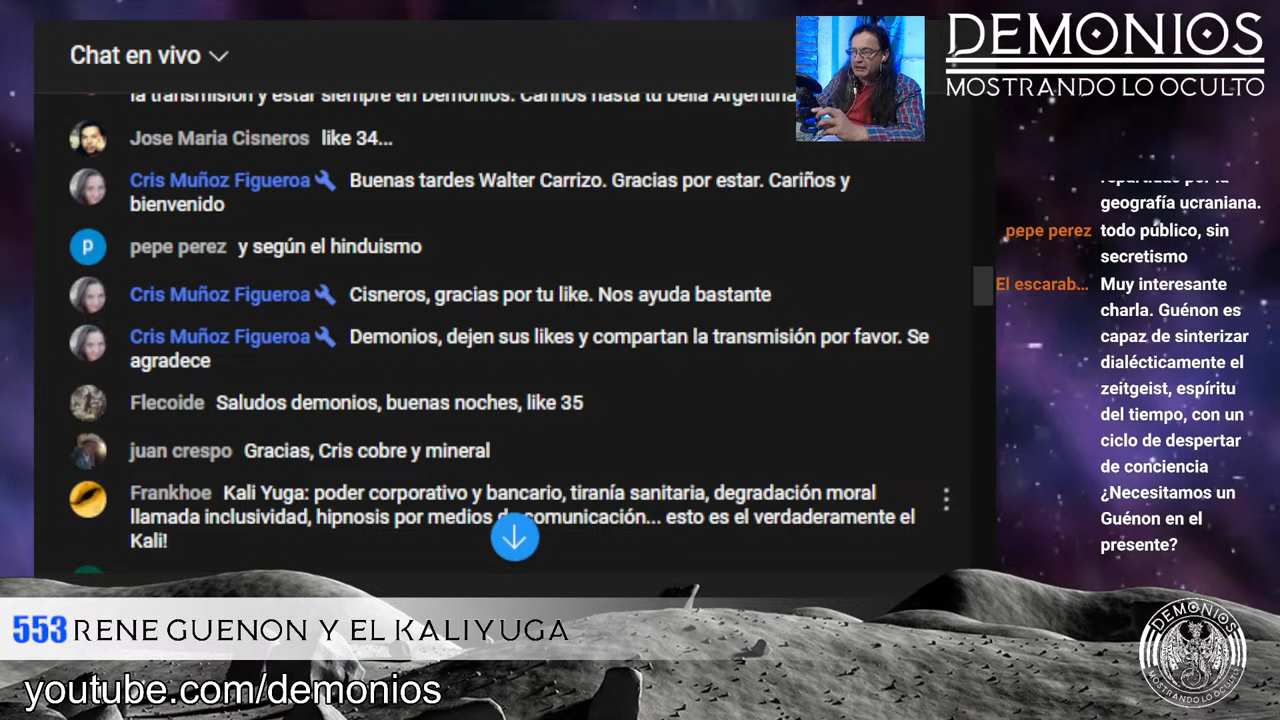 Chat en vivo
la transmisión y estar siempre en Demonios. Cariños hasta tu bella Argentina
Jose Maria Cisneros like 34...
Cris Muñoz Figueroa Buenas tardes Walter Carrizo. Gracias por estar. Cariños y
bienvenido
pepe perez y según el hinduismo
Cris Muñoz Figueroa Cisneros, gracias por tu like. Nos ayuda bastante
Cris Muñoz Figueroa Demonios, dejen sus likes y compartan la transmisión por favor. Se
agradece
Flecoide Saludos demonios, buenas noches, like 35
juan crespo Gracias, Cris cobre y mineral
Frankhoe Kali Yuga: poder corporativo y bancario, tiranía sanitaria, degradación moral
llamada inclusividad, hipnosis por medios de comunicación... esto es el verdaderamente el
Kali!
DEMONIOS
MOSTRANDO LO OCULTO
repartidas por la
geografía ucraniana.
pepe perez todo publico, sin
secretismo
El escarab... Muy interesante
charla. Guénon es
capaz de sinterizar
dialécticamente el
zeitgeist, espíritu
del tiempo, con un
ciclo de despertar
de conciencia
¿Necesitamos un
Guénon en el
presente?
553 RENE GUENON Y EL KALIYUGA
youtube.com/demonios
DEMONIOS
MOSTRANDO LO OCULTO
p